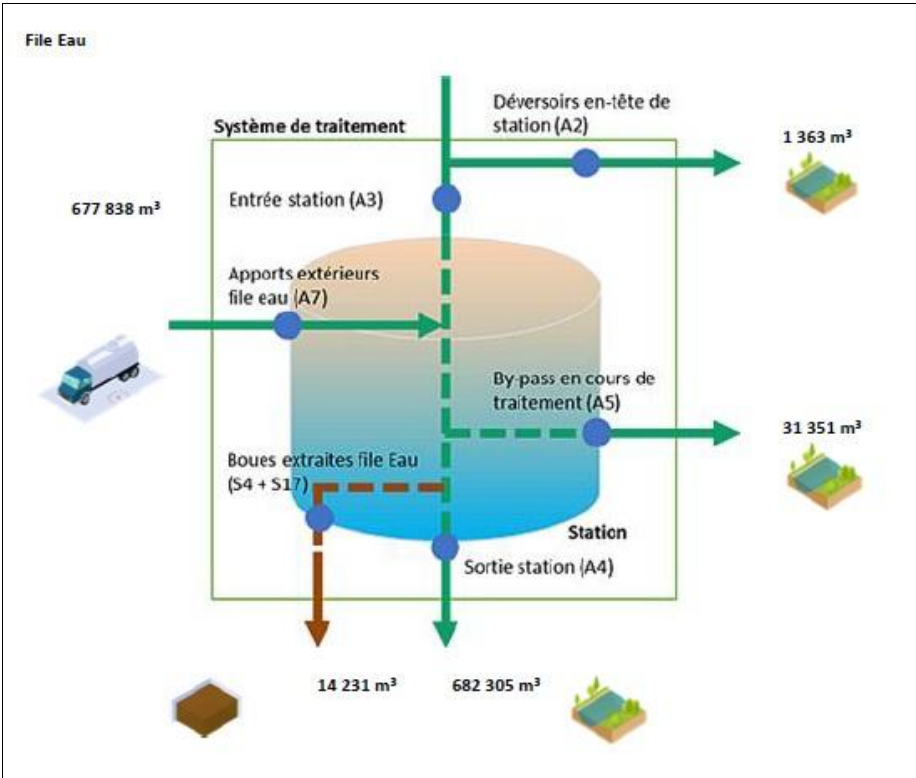 File Eau
Déversoirs en-tête de
station (A2)
1 363 m³
Système de traitement
Entrée station (A3)
677 838 m³
Apports extérieurs
file eau (A7)
By-pass en cours de
traitement (A5)
31 351 m³
Boues extraites file Eau
(S4 + S17)
Station
Sortie station (A4)
14 231 m³
682 305 m³